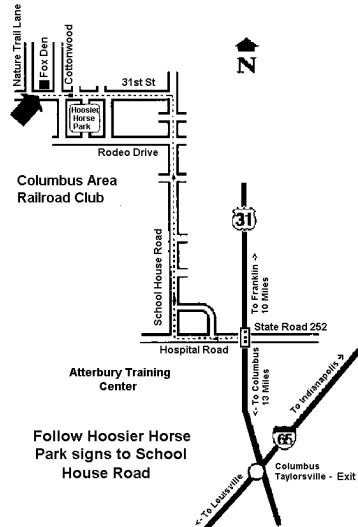 Nature Trail Lane
Fox Den
Cottonwood
31st St
N
Hoosier
Horse
Park
Rodeo Drive
Columbus Area
Railroad Club
31
School House Road
To Franklin ->
10 Miles
State Road 252
Hospital Road
Atterbury Training
Center
<- To Columbus
13 Miles
To Indianapolis ->
Follow Hoosier Horse
Park signs to School
House Road
65
Columbus
Taylorsville - Exit
<- To Louisville